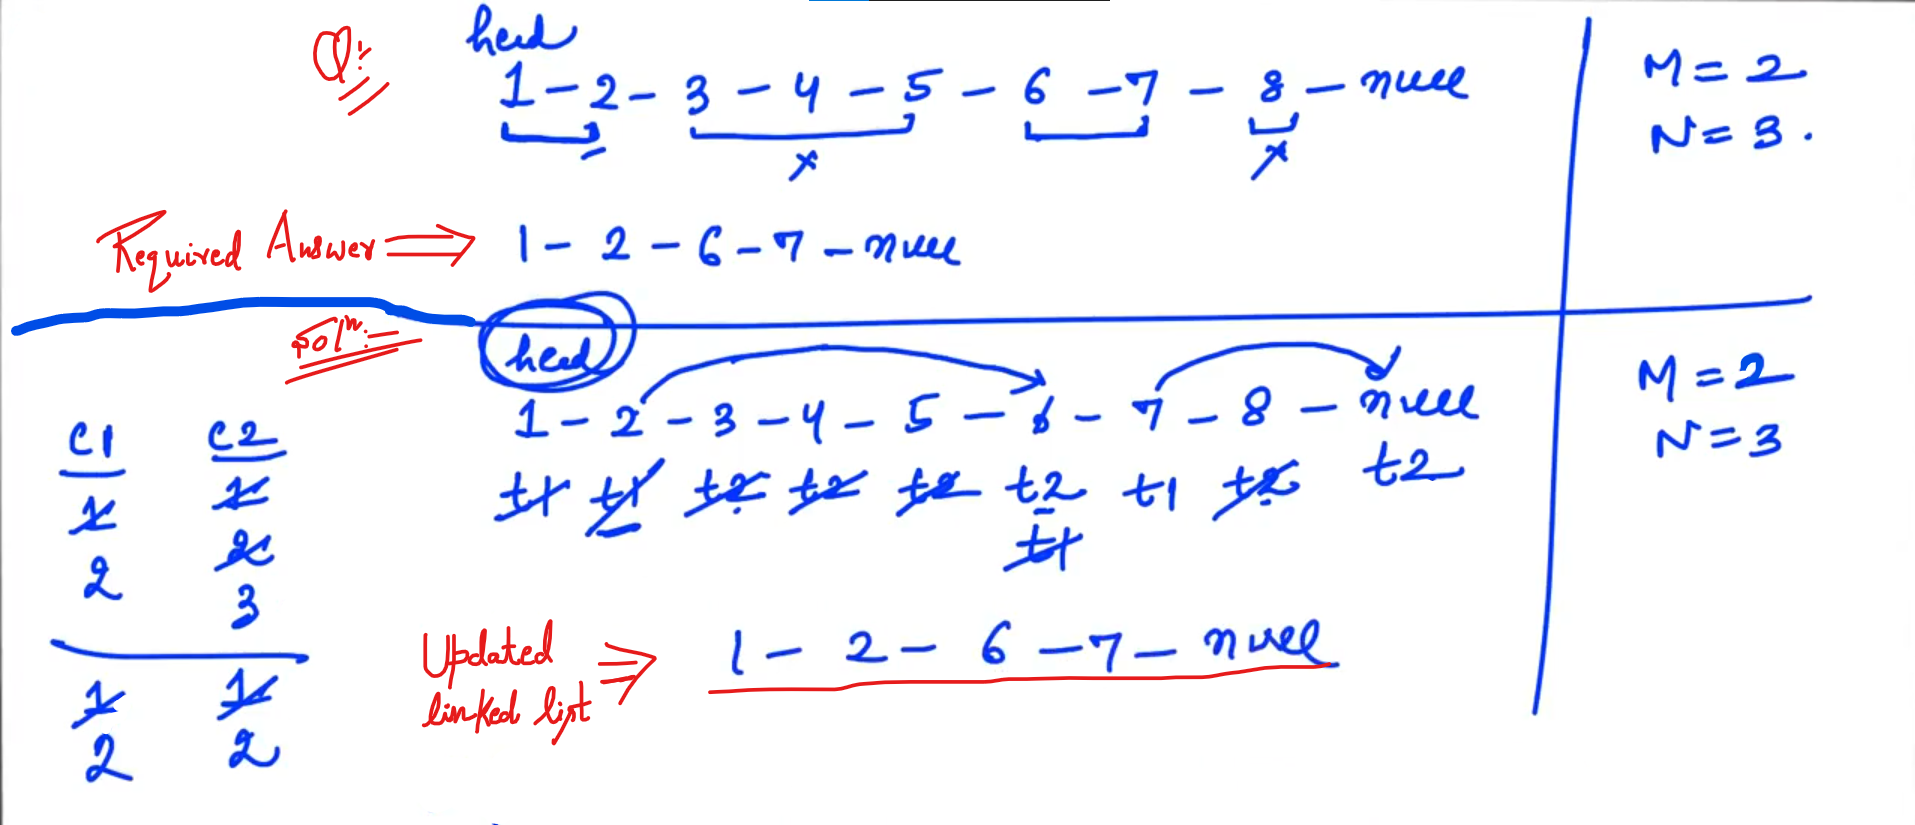 Q:
head
1 - 2 - 3 - 4 - 5 - 6 - 7 - 8 - null
x x
M = 2
N = 3.
Required Answer ⇒ 1 - 2 - 6 - 7 - null
Solⁿ:-
head
1 - 2 - 3 - 4 - 5 - 6 - 7 - 8 - null
t1 t1 t2 t2 t2 t2 t1 t2 t2
t1
M = 2
N = 3
C1 C2
1 1
2 2
3
1 1
2 2
Updated linked list ⇒ 1 - 2 - 6 - 7 - null